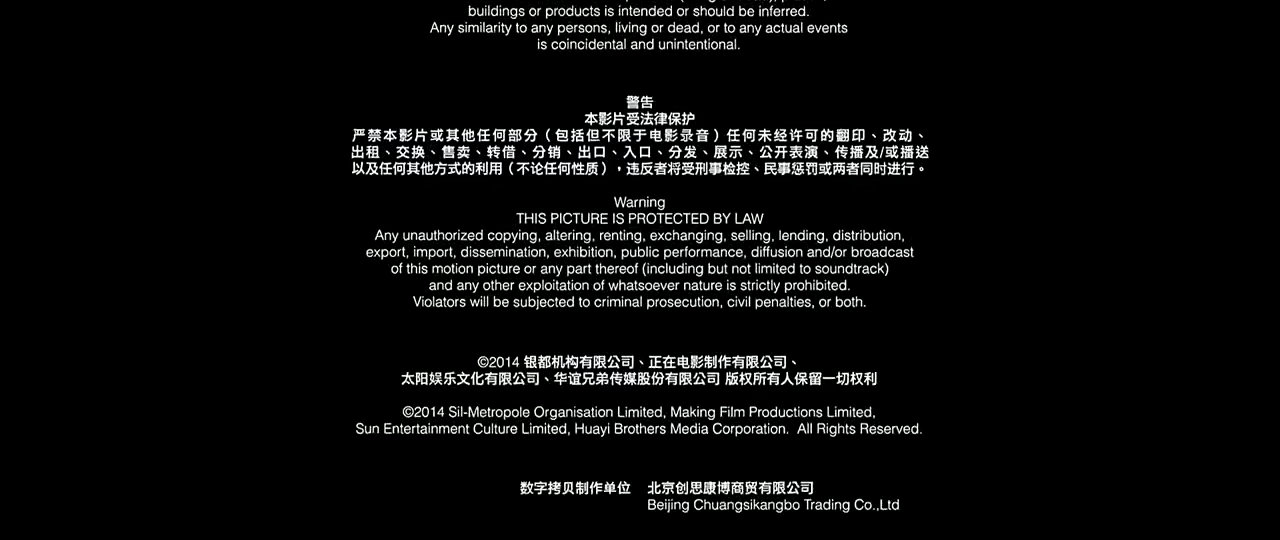 buildings or products is intended or should be inferred.
Any similarity to any persons, living or dead, or to any actual events
is coincidental and unintentional.
警告
本影片受法律保护
严禁本影片或其他任何部分（包括但不限于电影录音）任何未经许可的翻印、改动、
出租、交换、售卖、转借、分销、出口、入口、分发、展示、公开表演、传播及/或播送
以及任何其他方式的利用（不论任何性质），违反者将受刑事检控、民事惩罚或两者同时进行。
Warning
THIS PICTURE IS PROTECTED BY LAW
Any unauthorized copying, altering, renting, exchanging, selling, lending, distribution,
export, import, dissemination, exhibition, public performance, diffusion and/or broadcast
of this motion picture or any part thereof (including but not limited to soundtrack)
and any other exploitation of whatsoever nature is strictly prohibited.
Violators will be subjected to criminal prosecution, civil penalties, or both.
©2014 银都机构有限公司、正在电影制作有限公司、
太阳娱乐文化有限公司、华谊兄弟传媒股份有限公司 版权所有人保留一切权利
©2014 Sil-Metropole Organisation Limited, Making Film Productions Limited,
Sun Entertainment Culture Limited, Huayi Brothers Media Corporation.  All Rights Reserved.
数字拷贝制作单位 北京创思康博商贸有限公司
Beijing Chuangsikangbo Trading Co.,Ltd